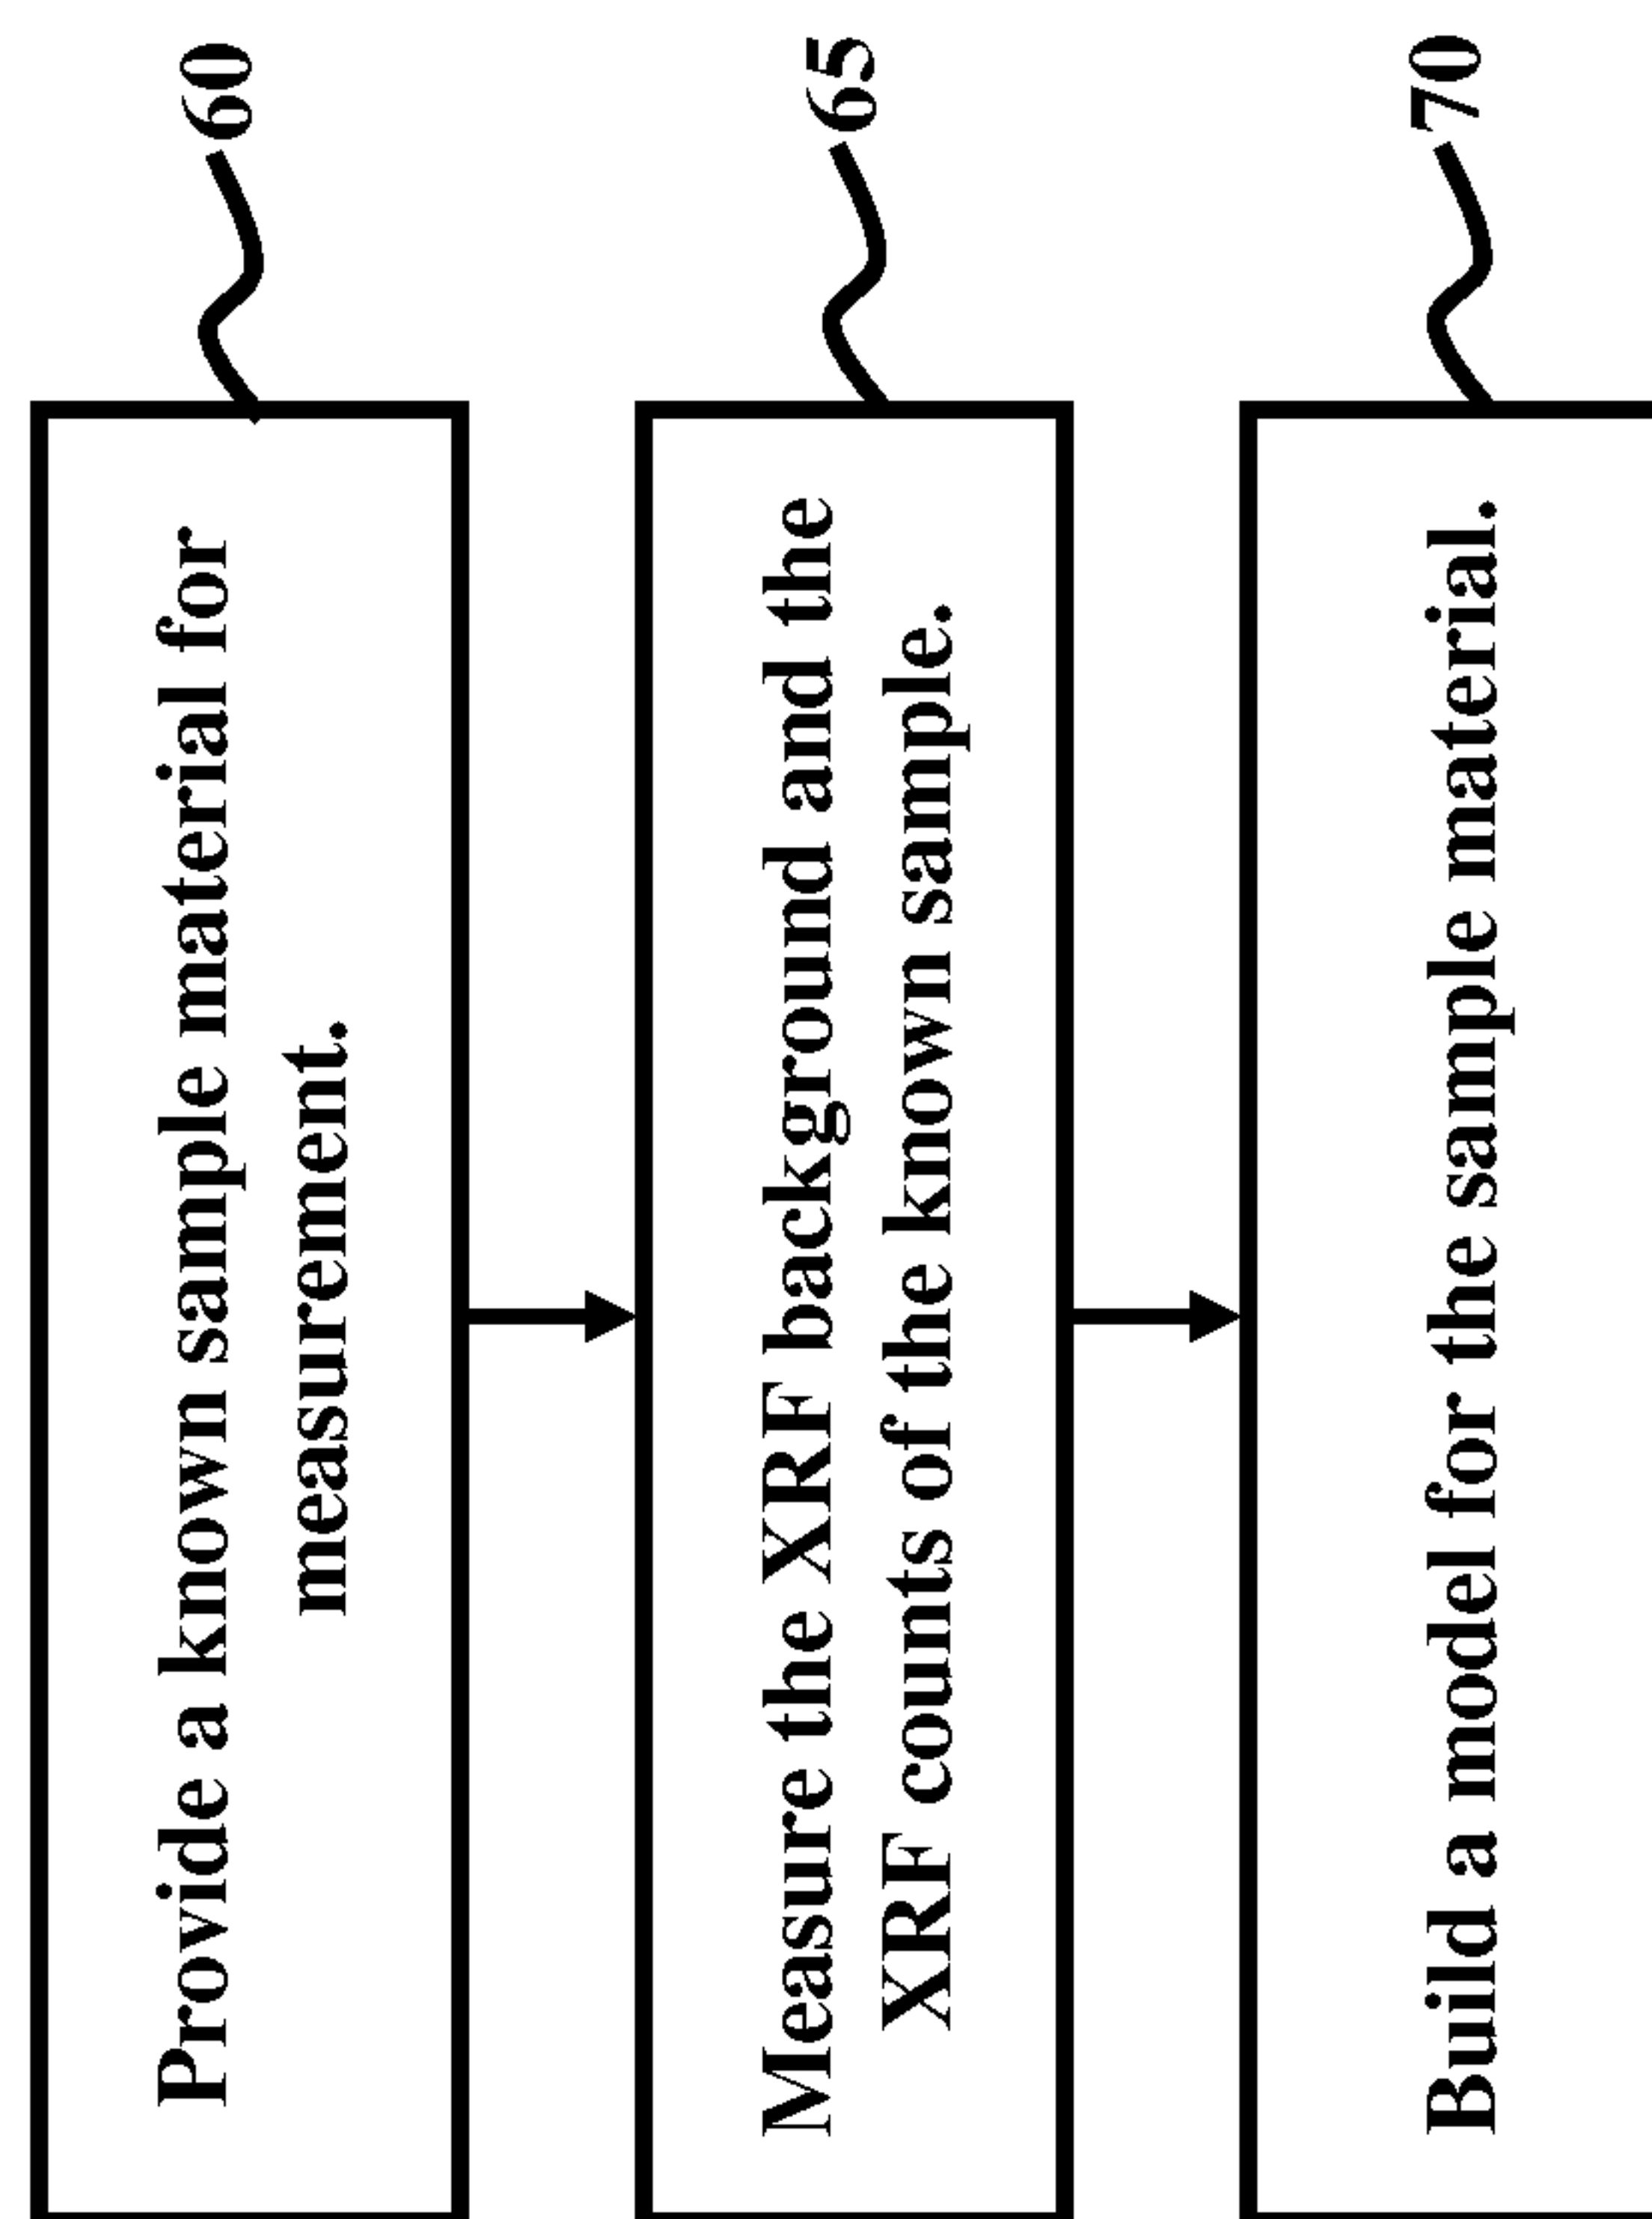 Provide a known sample material for
measurement.
60
Measure the XRF background and the
XRF counts of the known sample.
65
Build a model for the sample material.
70